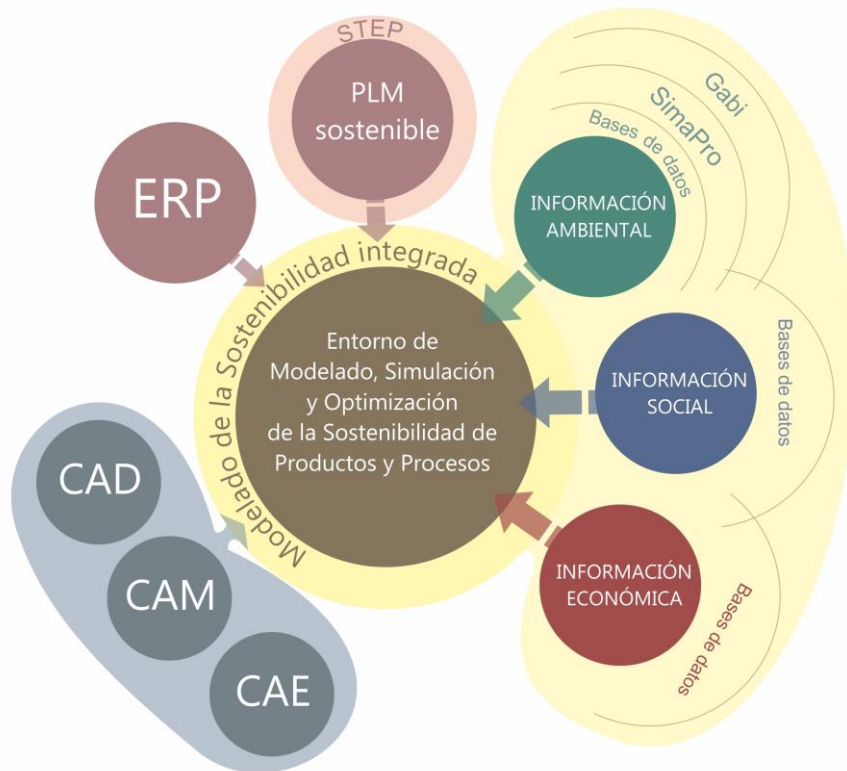 STEP
PLM
sostenible
ERP
Gabi
SimaPro
Bases de datos
INFORMACIÓN
AMBIENTAL
Modelado de la Sostenibilidad integrada
Entorno de
Modelado, Simulación
y Optimización
de la Sostenibilidad de
Productos y Procesos
INFORMACIÓN
SOCIAL
Bases de datos
CAD
CAM
CAE
INFORMACIÓN
ECONÓMICA
Bases de datos